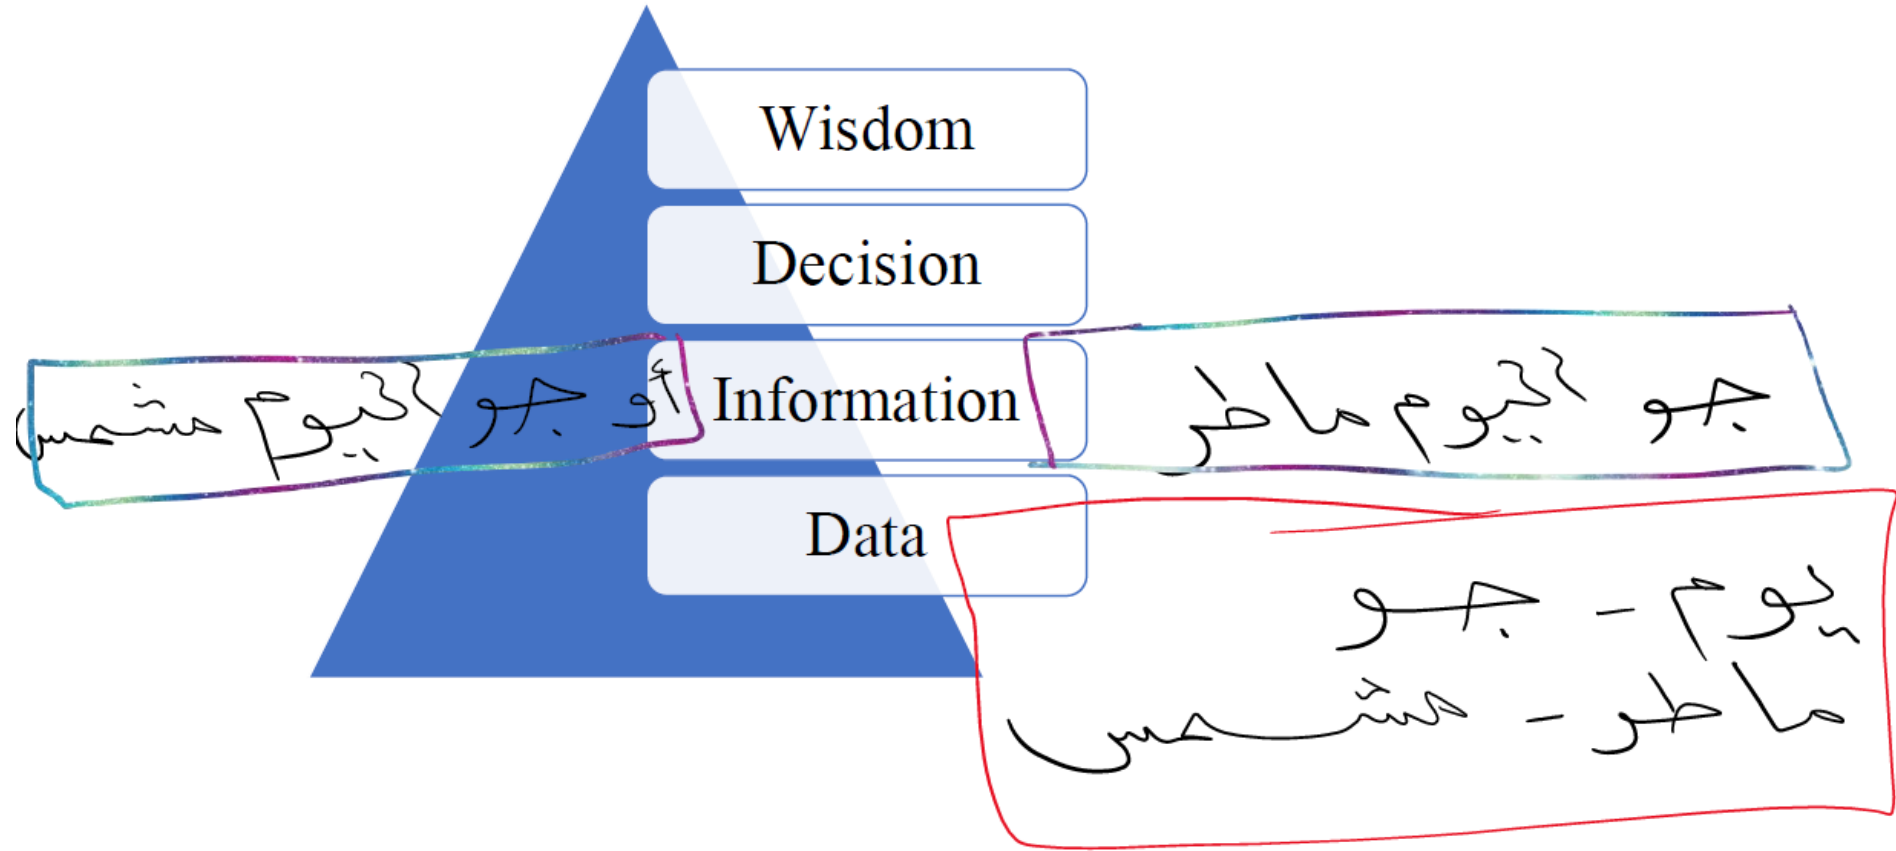 Wisdom
Decision
Information
جو اليوم ماطر
أو جو اليوم مشمس
Data
يوم - جو
ماطر - مشمس